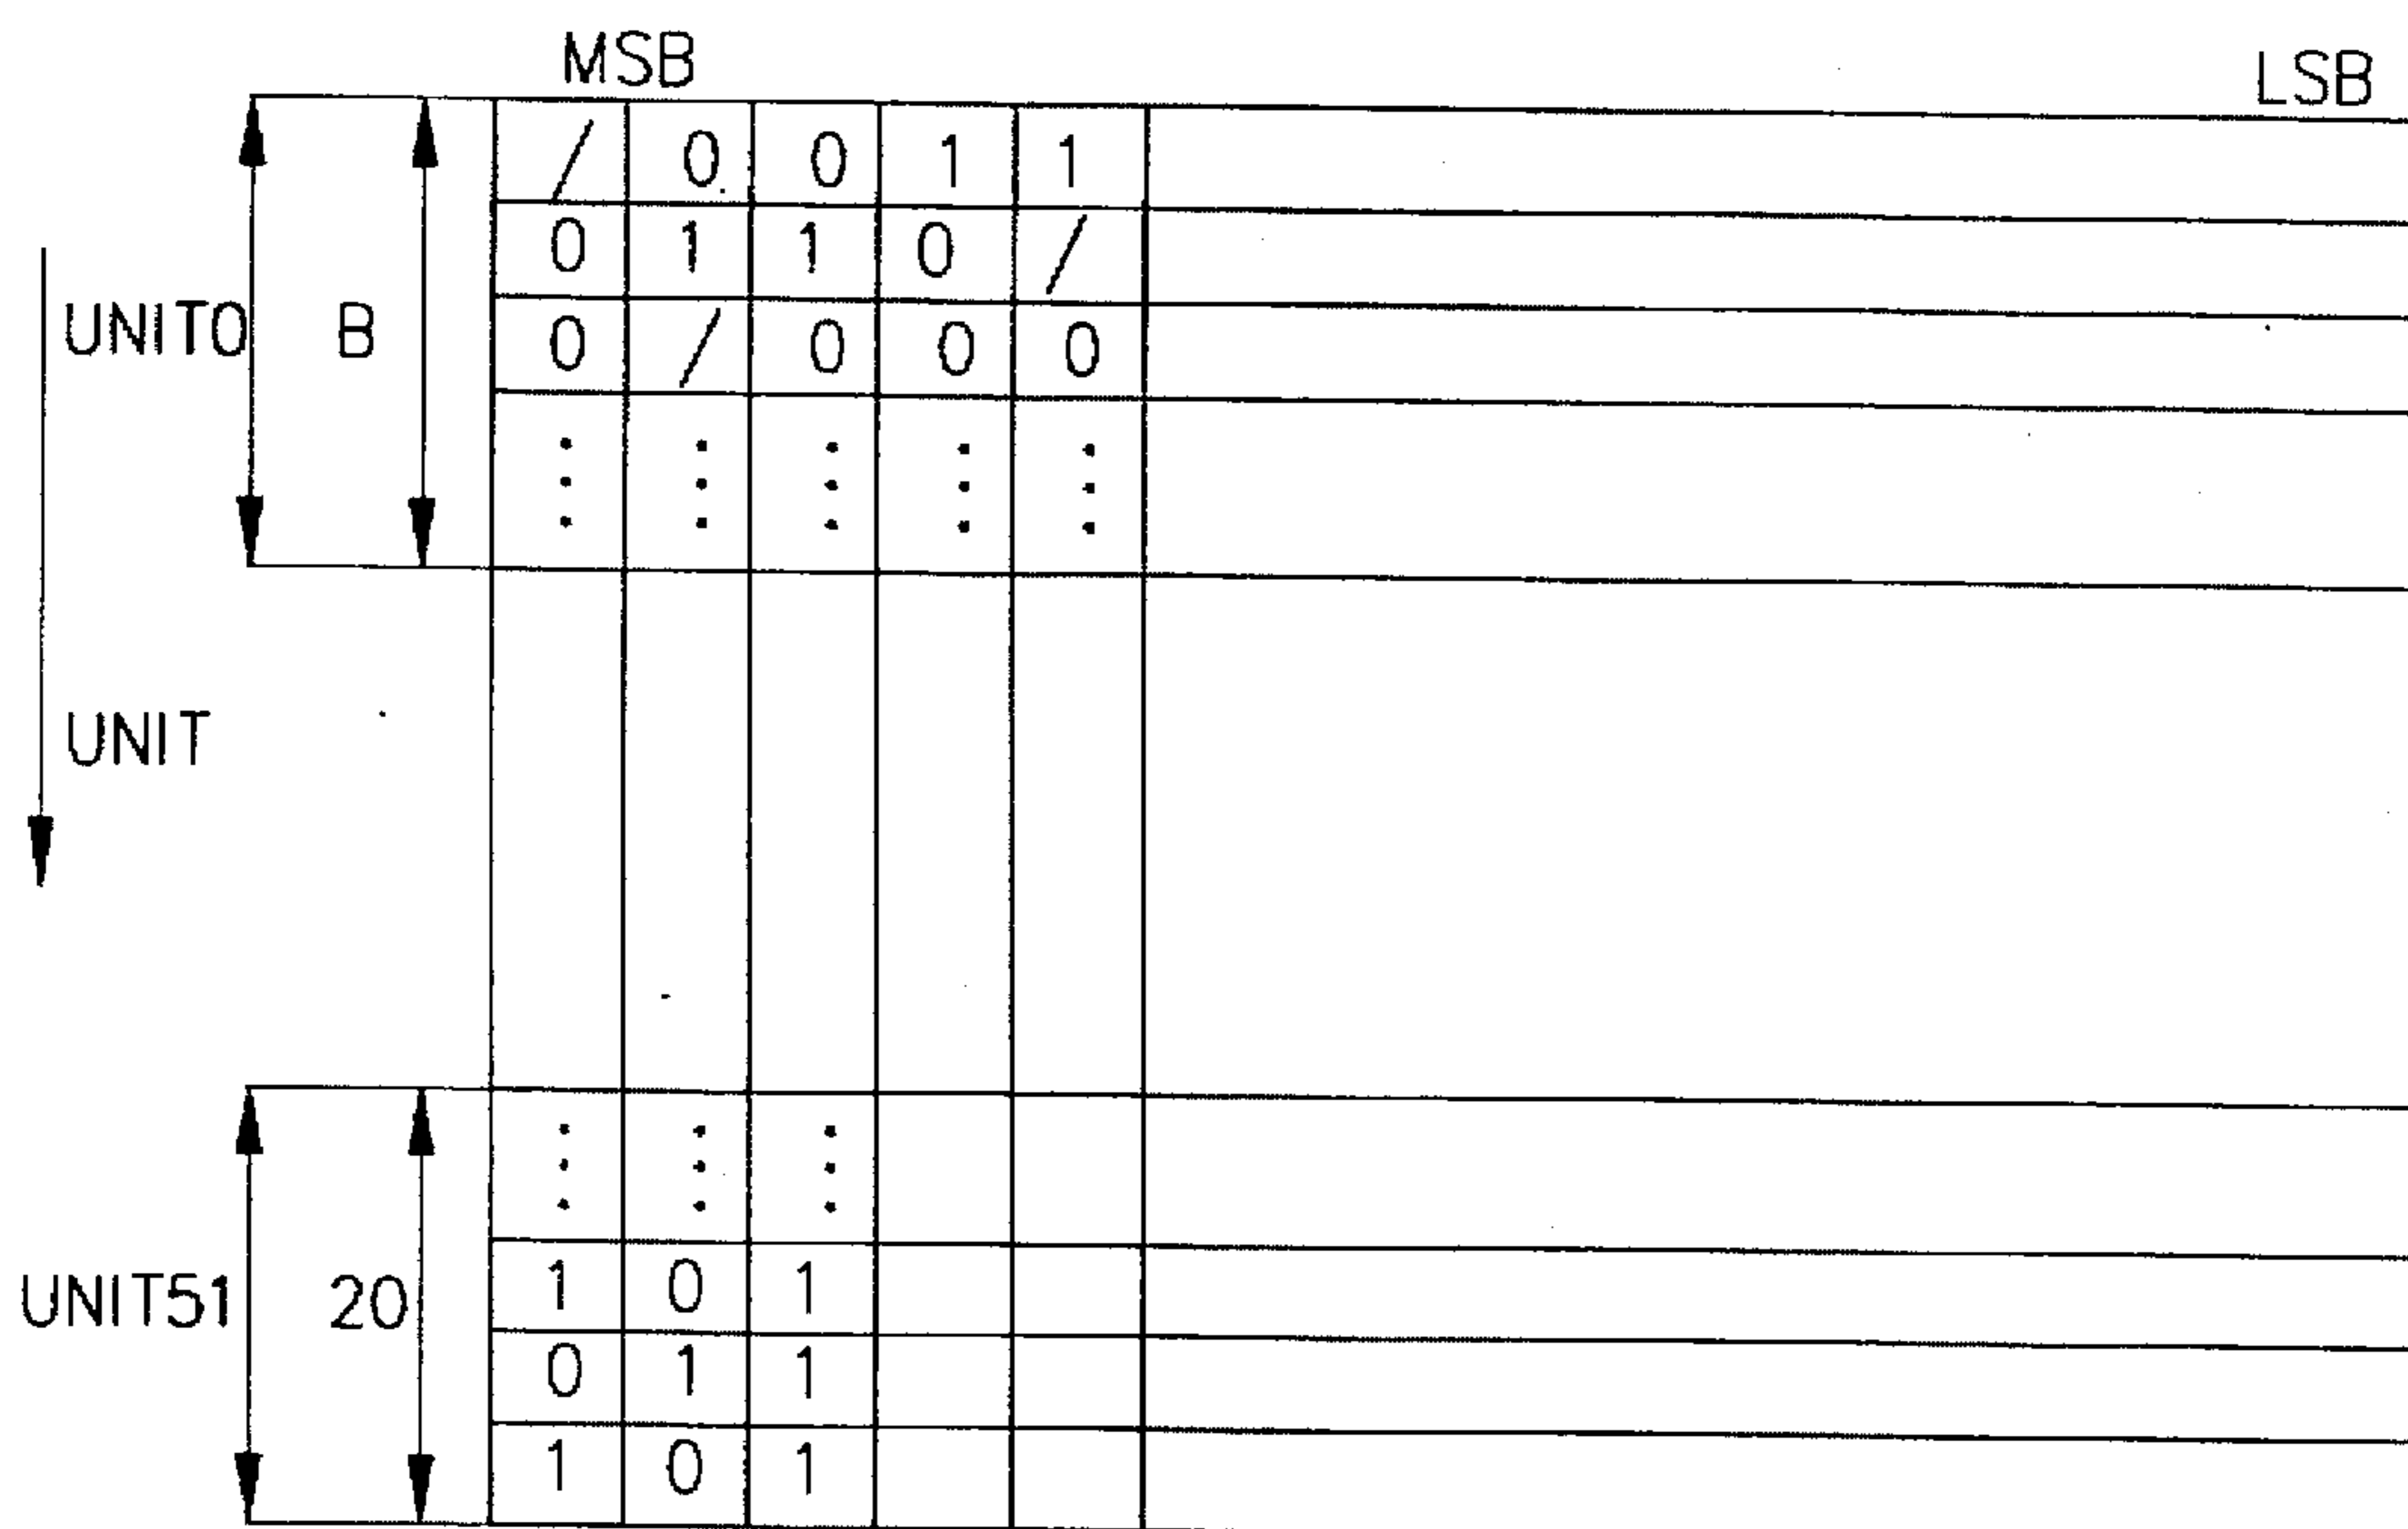 MSB LSB
/ 0 0 1 1
0 1 1 0 /
UNIT0 B 0 / 0 0 0
UNIT
UNIT51 20 1 0 1
0 1 1
1 0 1